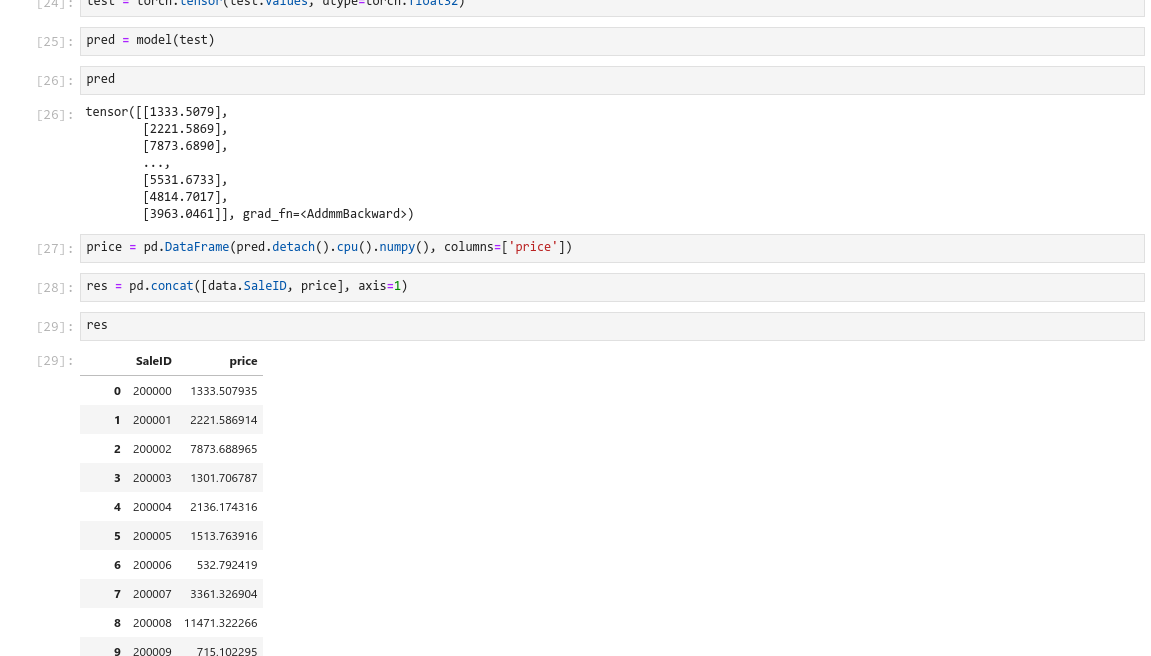 [24]: test = torch.tensor(test.values, dtype=torch.float32)
[25]: pred = model(test)
[26]: pred
[26]: tensor([[1333.5079],
[2221.5869],
[7873.6890],
...,
[5531.6733],
[4814.7017],
[3963.0461]], grad_fn=<AddmmBackward>)
[27]: price = pd.DataFrame(pred.detach().cpu().numpy(), columns=['price'])
[28]: res = pd.concat([data.SaleID, price], axis=1)
[29]: res
[29]: SaleID price
0 200000 1333.507935
1 200001 2221.586914
2 200002 7873.688965
3 200003 1301.706787
4 200004 2136.174316
5 200005 1513.763916
6 200006 532.792419
7 200007 3361.326904
8 200008 11471.322266
9 200009 715.102295